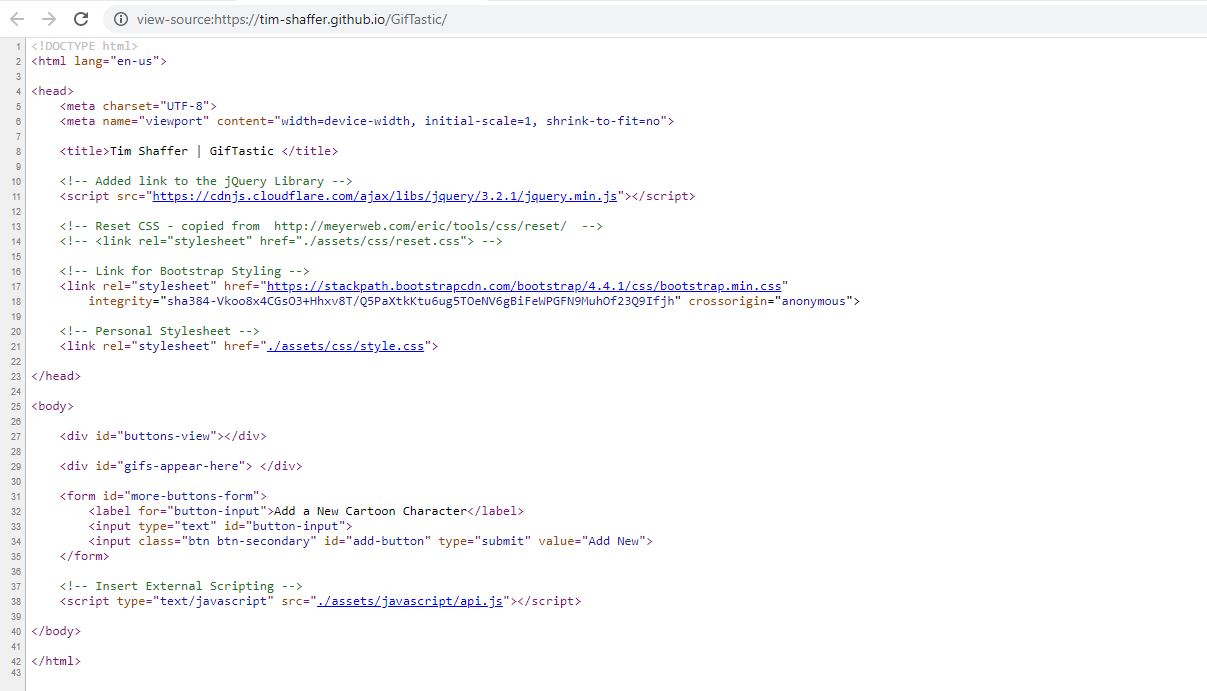 view-source:https://tim-shaffer.github.io/GifTastic/
1 <!DOCTYPE html>
2 <html lang="en-us">
3
4 <head>
5 <meta charset="UTF-8">
6 <meta name="viewport" content="width=device-width, initial-scale=1, shrink-to-fit=no">
7
8 <title>Tim Shaffer | GifTastic </title>
9
10 <!-- Added link to the jQuery Library -->
11 <script src="https://cdnjs.cloudflare.com/ajax/libs/jquery/3.2.1/jquery.min.js"></script>
12
13 <!-- Reset CSS - copied from  http://meyerweb.com/eric/tools/css/reset/  -->
14 <!-- <link rel="stylesheet" href="./assets/css/reset.css"> -->
15
16 <!-- Link for Bootstrap Styling -->
17 <link rel="stylesheet" href="https://stackpath.bootstrapcdn.com/bootstrap/4.4.1/css/bootstrap.min.css"
18 integrity="sha384-Vkoo8x4CGsO3+Hhxv8T/Q5PaXtkKtu6ug5TOeNV6gBiFeWPGFN9MuhOf23Q9Ifjh" crossorigin="anonymous">
19
20 <!-- Personal Stylesheet -->
21 <link rel="stylesheet" href="./assets/css/style.css">
22
23 </head>
24
25 <body>
26
27 <div id="buttons-view"></div>
28
29 <div id="gifs-appear-here"> </div>
30
31 <form id="more-buttons-form">
32 <label for="button-input">Add a New Cartoon Character</label>
33 <input type="text" id="button-input">
34 <input class="btn btn-secondary" id="add-button" type="submit" value="Add New">
35 </form>
36
37 <!-- Insert External Scripting -->
38 <script type="text/javascript" src="./assets/javascript/api.js"></script>
39
40 </body>
41
42 </html>
43